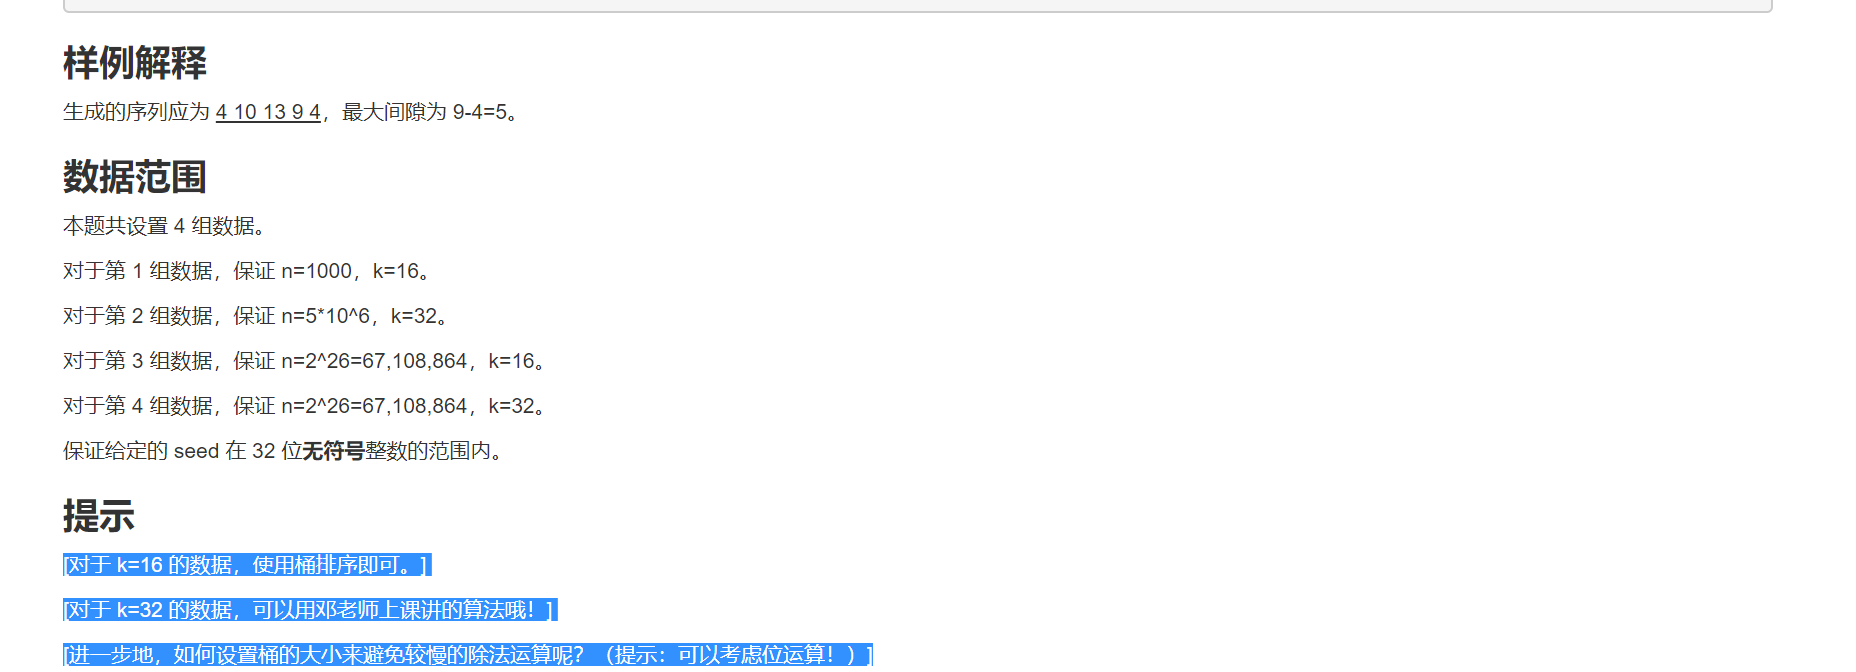 样例解释
生成的序列应为 4 10 13 9 4，最大间隙为 9-4=5。
数据范围
本题共设置 4 组数据。
对于第 1 组数据，保证 n=1000，k=16。
对于第 2 组数据，保证 n=5*10^6，k=32。
对于第 3 组数据，保证 n=2^26=67,108,864，k=16。
对于第 4 组数据，保证 n=2^26=67,108,864，k=32。
保证给定的 seed 在 32 位无符号整数的范围内。
提示
[对于 k=16 的数据，使用桶排序即可。]
[对于 k=32 的数据，可以用邓老师上课讲的算法哦！]
[进一步地，如何设置桶的大小来避免较慢的除法运算呢？（提示：可以考虑位运算！）]